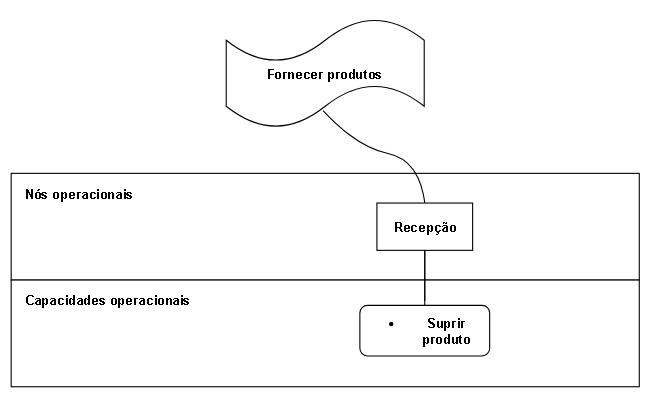 Fornecer produtos
Nós operacionais
Recepção
Capacidades operacionais
• Suprir
produto